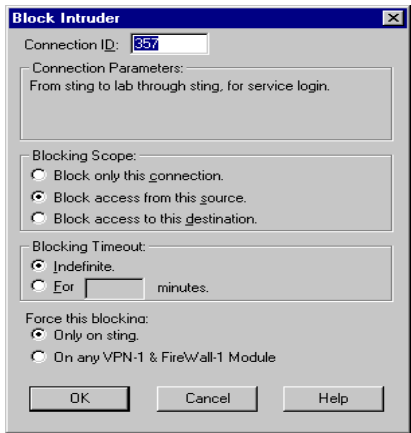 Block Intruder
Connection ID: 357
Connection Parameters:
From sting to lab through sting, for service login.
Blocking Scope:
Block only this connection.
Block access from this source.
Block access to this destination.
Blocking Timeout:
Indefinite.
For minutes.
Force this blocking:
Only on sting.
On any VPN-1 & FireWall-1 Module
OK Cancel Help